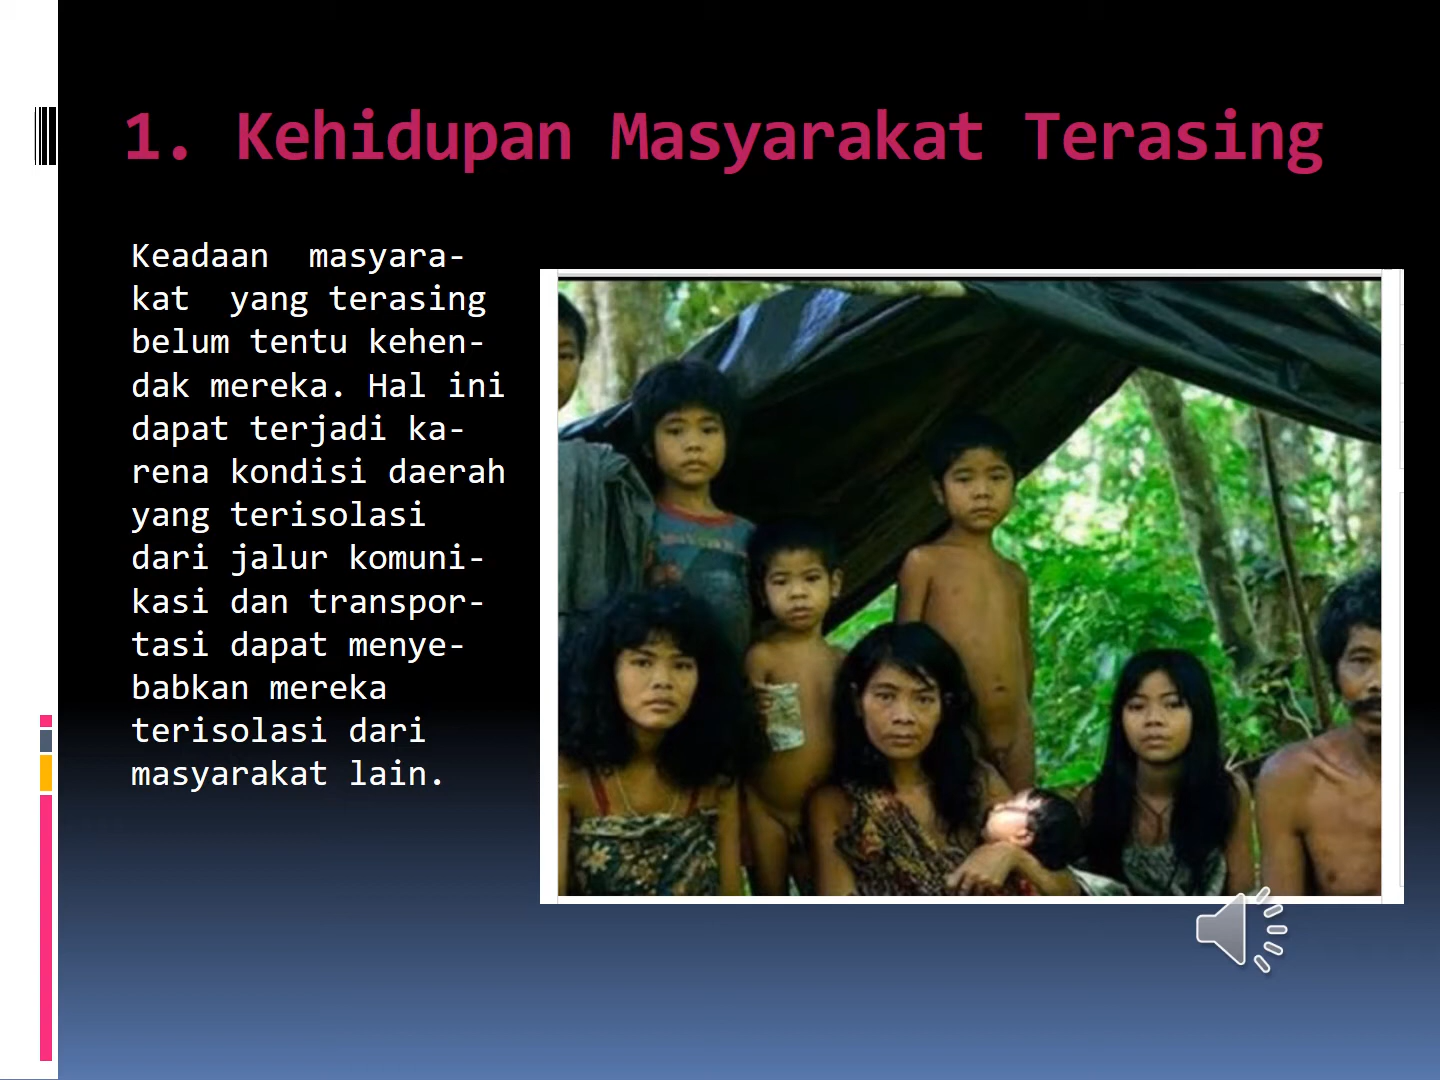 1. Kehidupan Masyarakat Terasing
Keadaan masyara-
kat yang terasing
belum tentu kehen-
dak mereka. Hal ini
dapat terjadi ka-
rena kondisi daerah
yang terisolasi
dari jalur komuni-
kasi dan transpor-
tasi dapat menye-
babkan mereka
terisolasi dari
masyarakat lain.